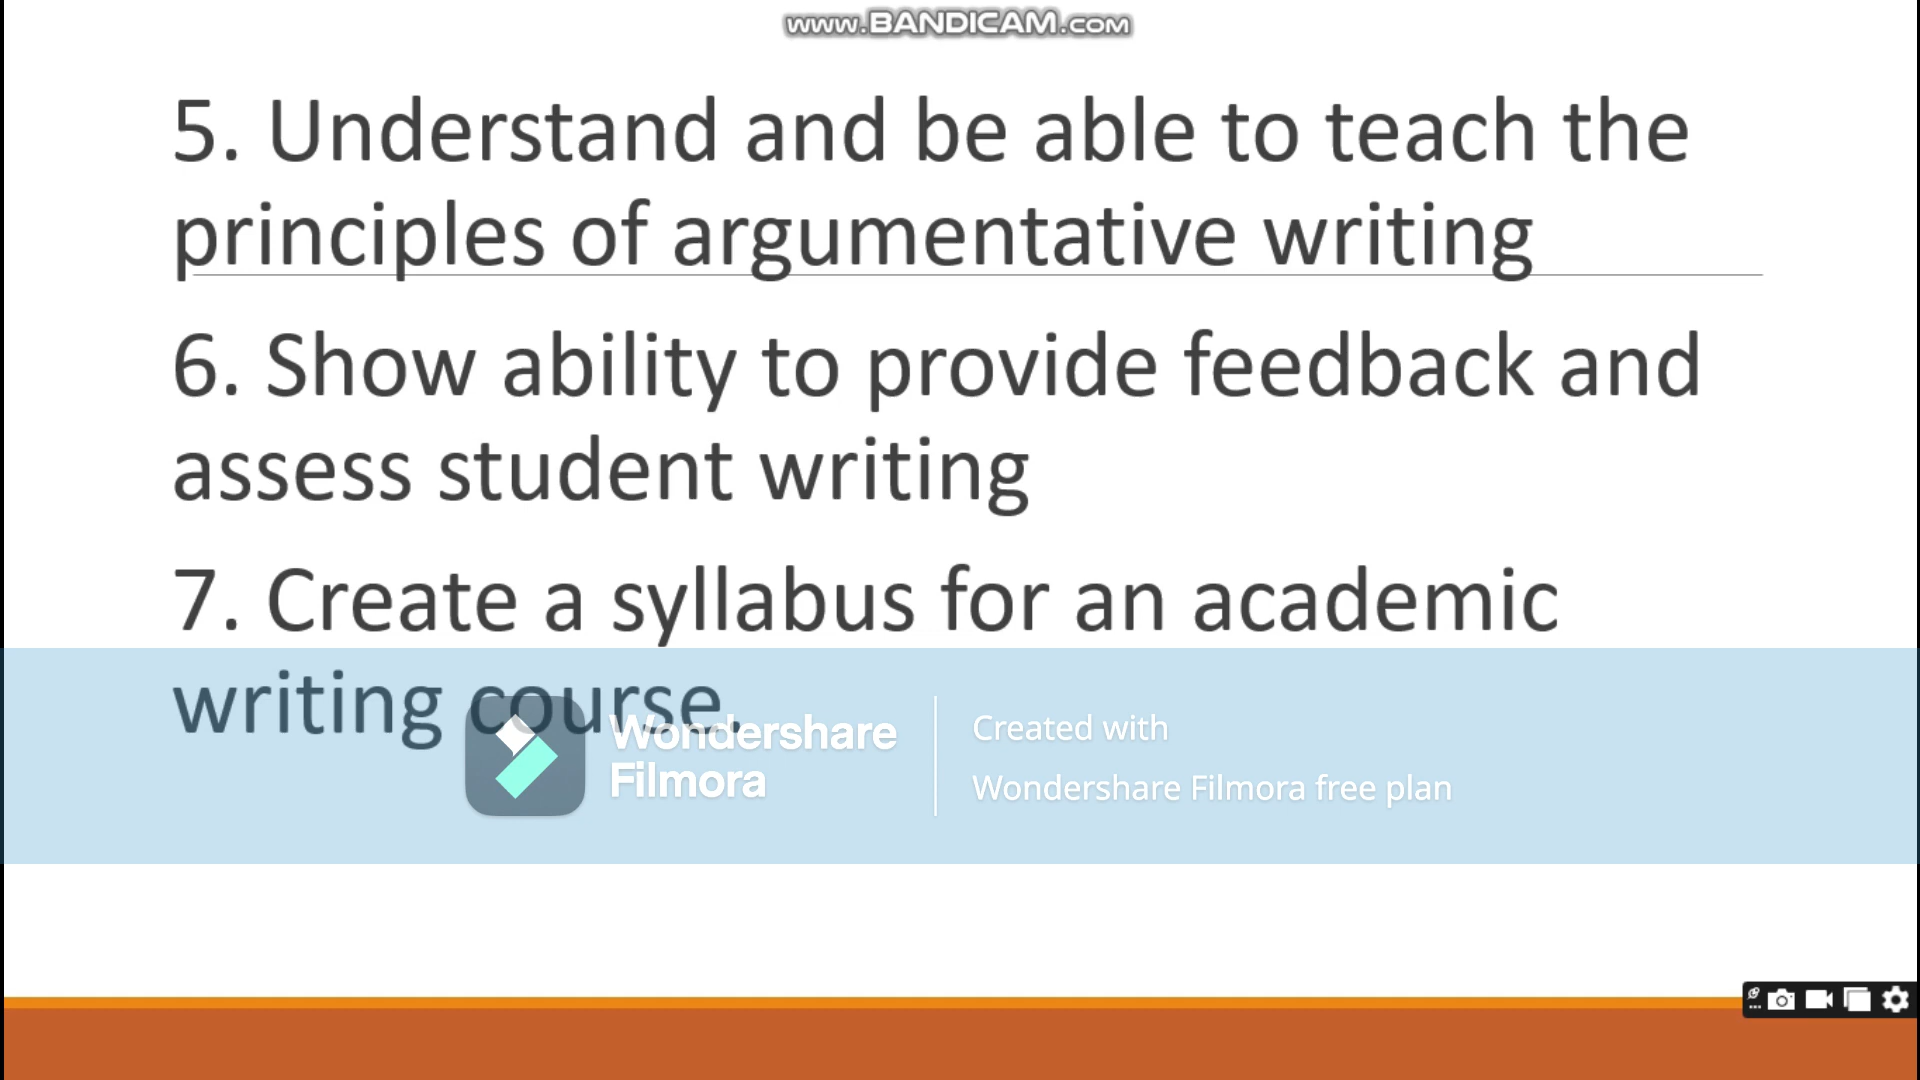 www.BANDICAM.com
5. Understand and be able to teach the
principles of argumentative writing
6. Show ability to provide feedback and
assess student writing
7. Create a syllabus for an academic
writing course.
Wondershare
Filmora
Created with
Wondershare Filmora free plan